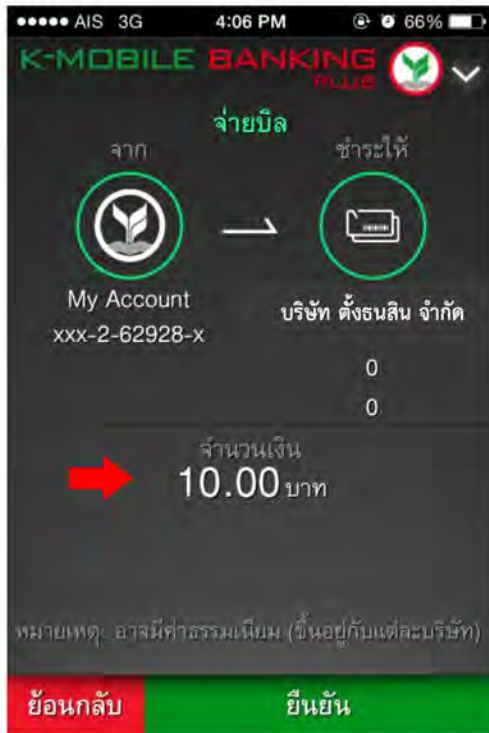 AIS 3G 4:06 PM 66%
K-MOBILE BANKING
PLUS
จ่ายบิล
จาก ชำระให้
My Account บริษัท ตั้งธนสิน จำกัด
xxx-2-62928-x
0
0
จำนวนเงิน
10.00 บาท
หมายเหตุ: อาจมีค่าธรรมเนียม (ขึ้นอยู่กับแต่ละบริษัท)
ย้อนกลับ ยืนยัน